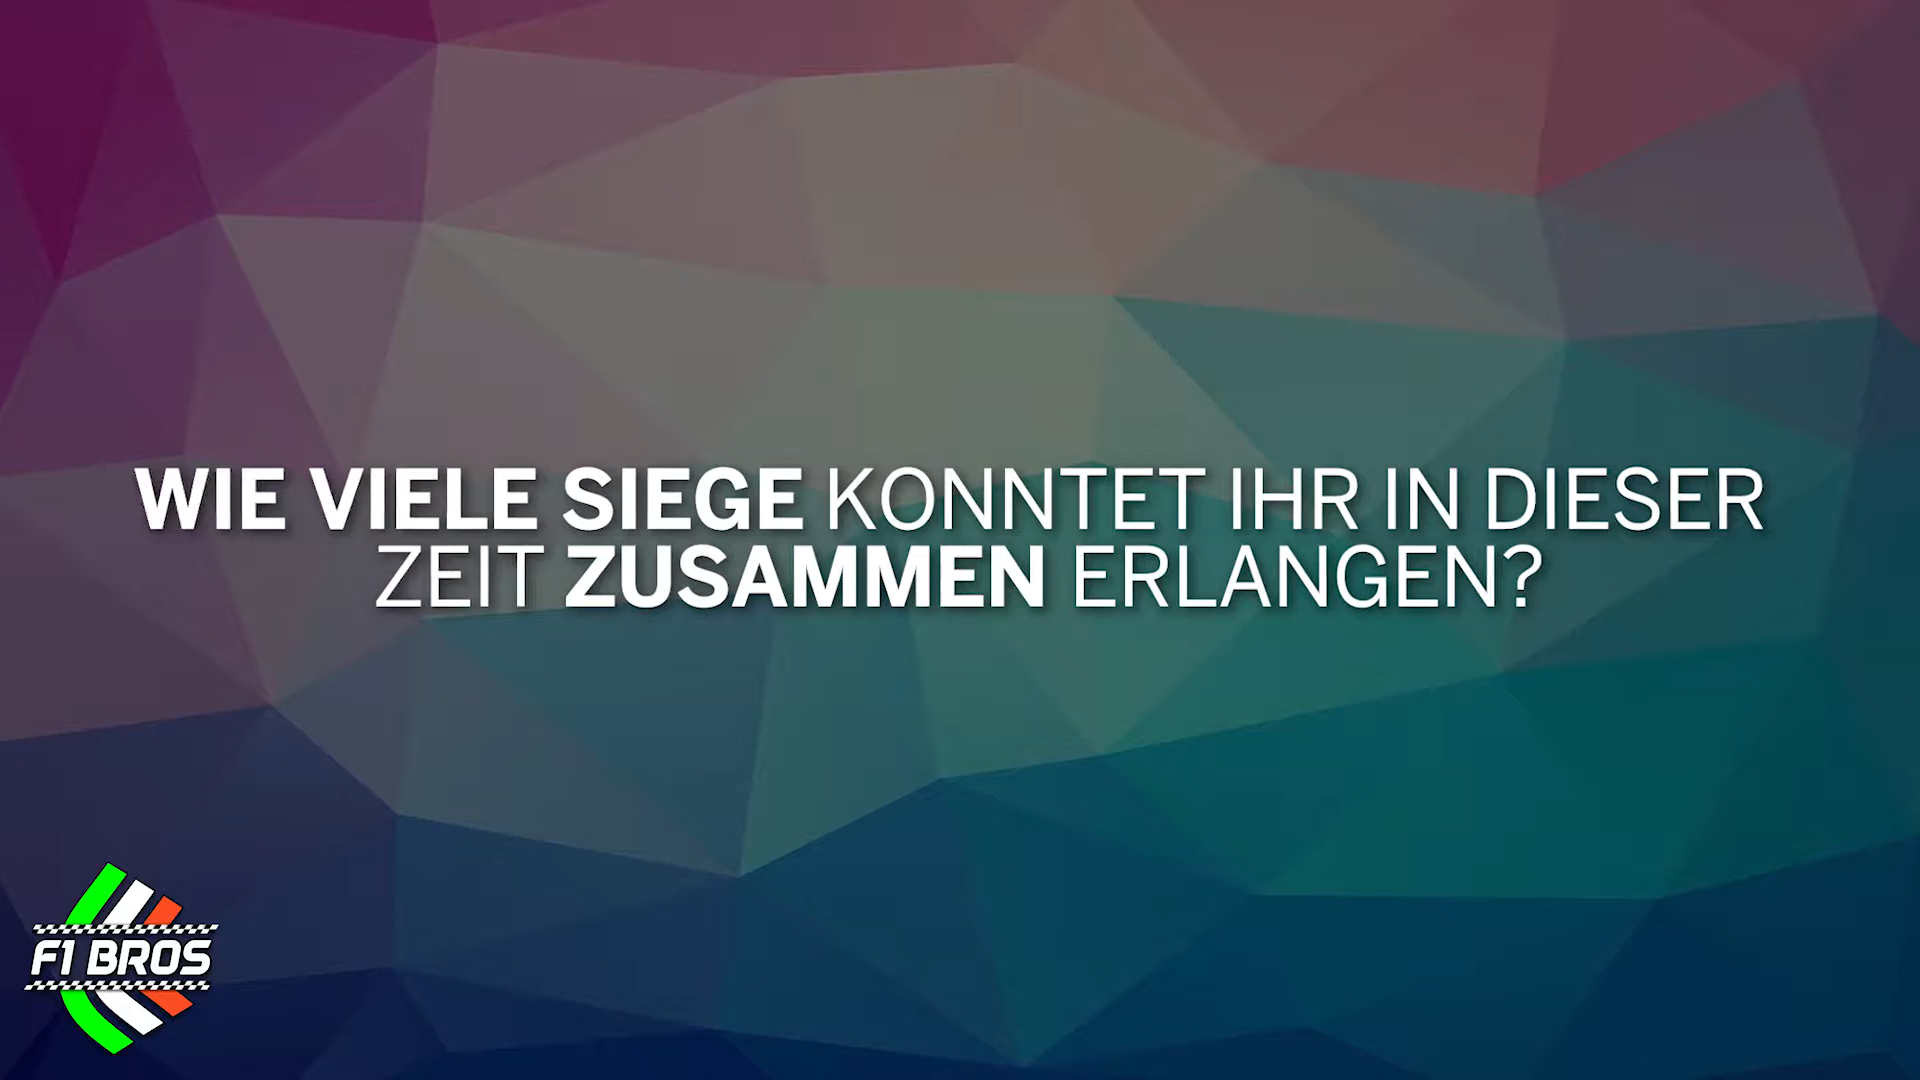 WIE VIELE SIEGE KONNTET IHR IN DIESER
ZEIT ZUSAMMEN ERLANGEN?
F1 BROS